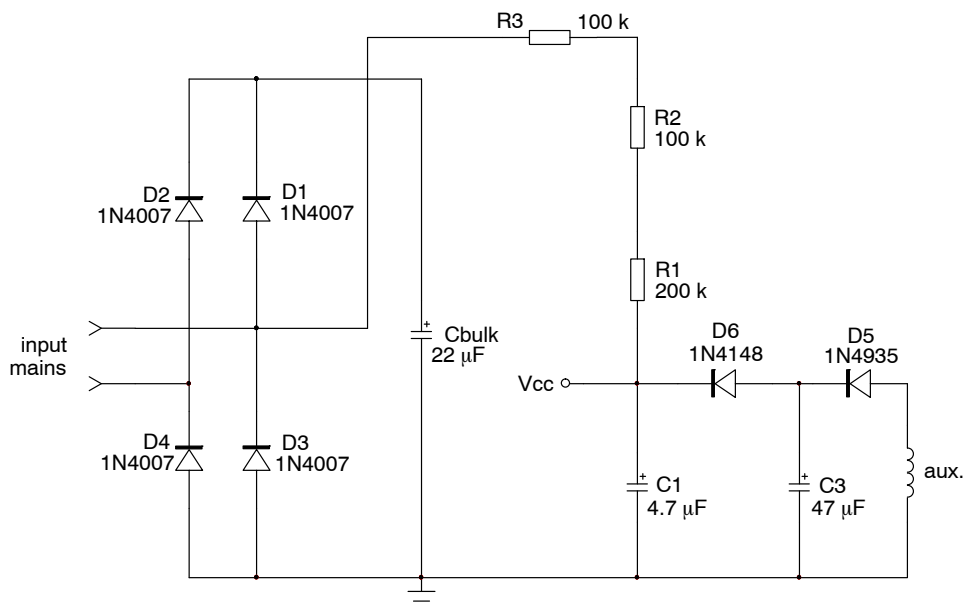 R3
100 k
R2
100 k
D2
1N4007
D1
1N4007
R1
200 k
input
mains
+
Cbulk
22 μF
D6
1N4148
D5
1N4935
Vcc
D4
1N4007
D3
1N4007
+
C1
4.7 μF
+
C3
47 μF
aux.